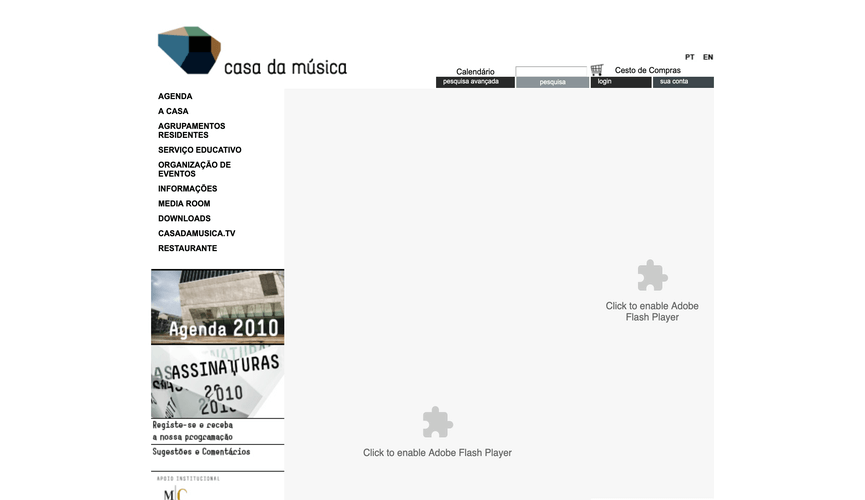 casa da música
PT EN
Calendário
Cesto de Compras
pesquisa avançada
pesquisa
login
sua conta
AGENDA
A CASA
AGRUPAMENTOS
RESIDENTES
SERVIÇO EDUCATIVO
ORGANIZAÇÃO DE
EVENTOS
INFORMAÇÕES
MEDIA ROOM
DOWNLOADS
CASADAMUSICA.TV
RESTAURANTE
Agenda 2010
ASSINATURAS
2010
Registe-se e receba
a nossa programação
Sugestões e Comentários
APOIO INSTITUCIONAL
M|C
Click to enable Adobe
Flash Player
Click to enable Adobe Flash Player